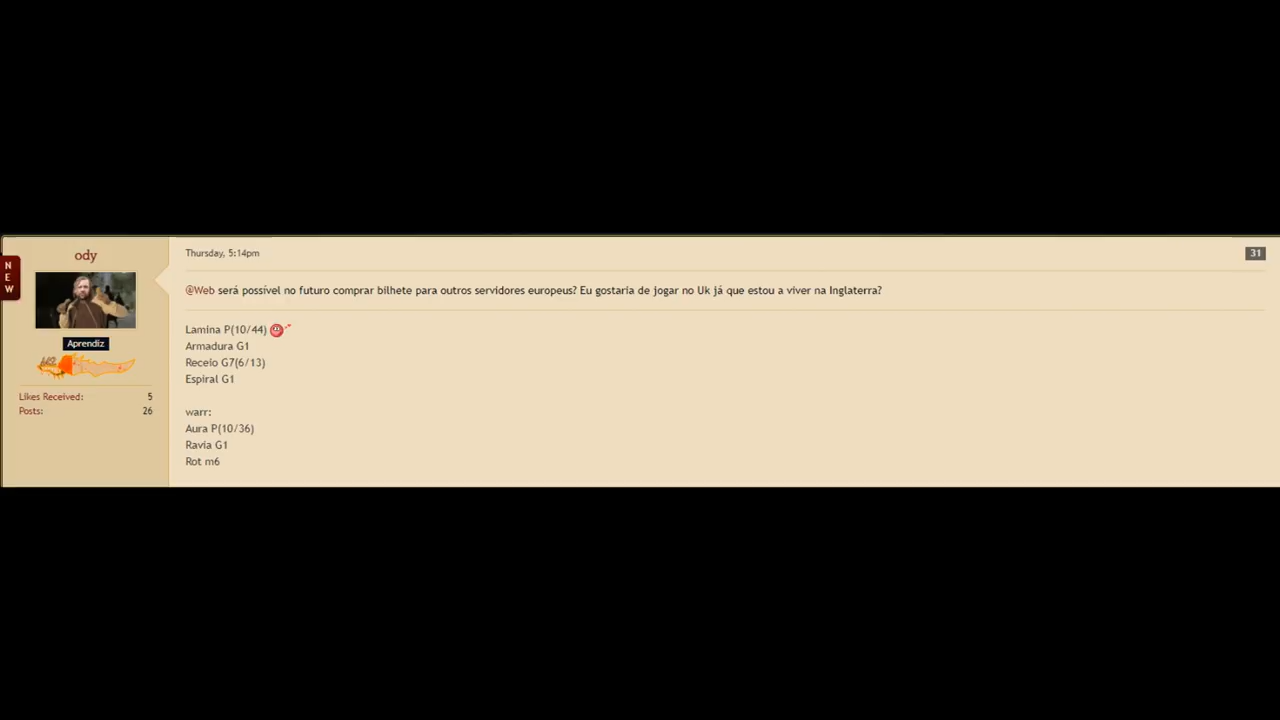 ody
NEW
Aprendiz
Likes Received: 5
Posts: 26
Thursday, 5:14pm
31
@Web será possível no futuro comprar bilhete para outros servidores europeus? Eu gostaria de jogar no Uk já que estou a viver na Inglaterra?
Lamina P(10/44)
Armadura G1
Receio G7(6/13)
Espiral G1
warr:
Aura P(10/36)
Ravia G1
Rot m6